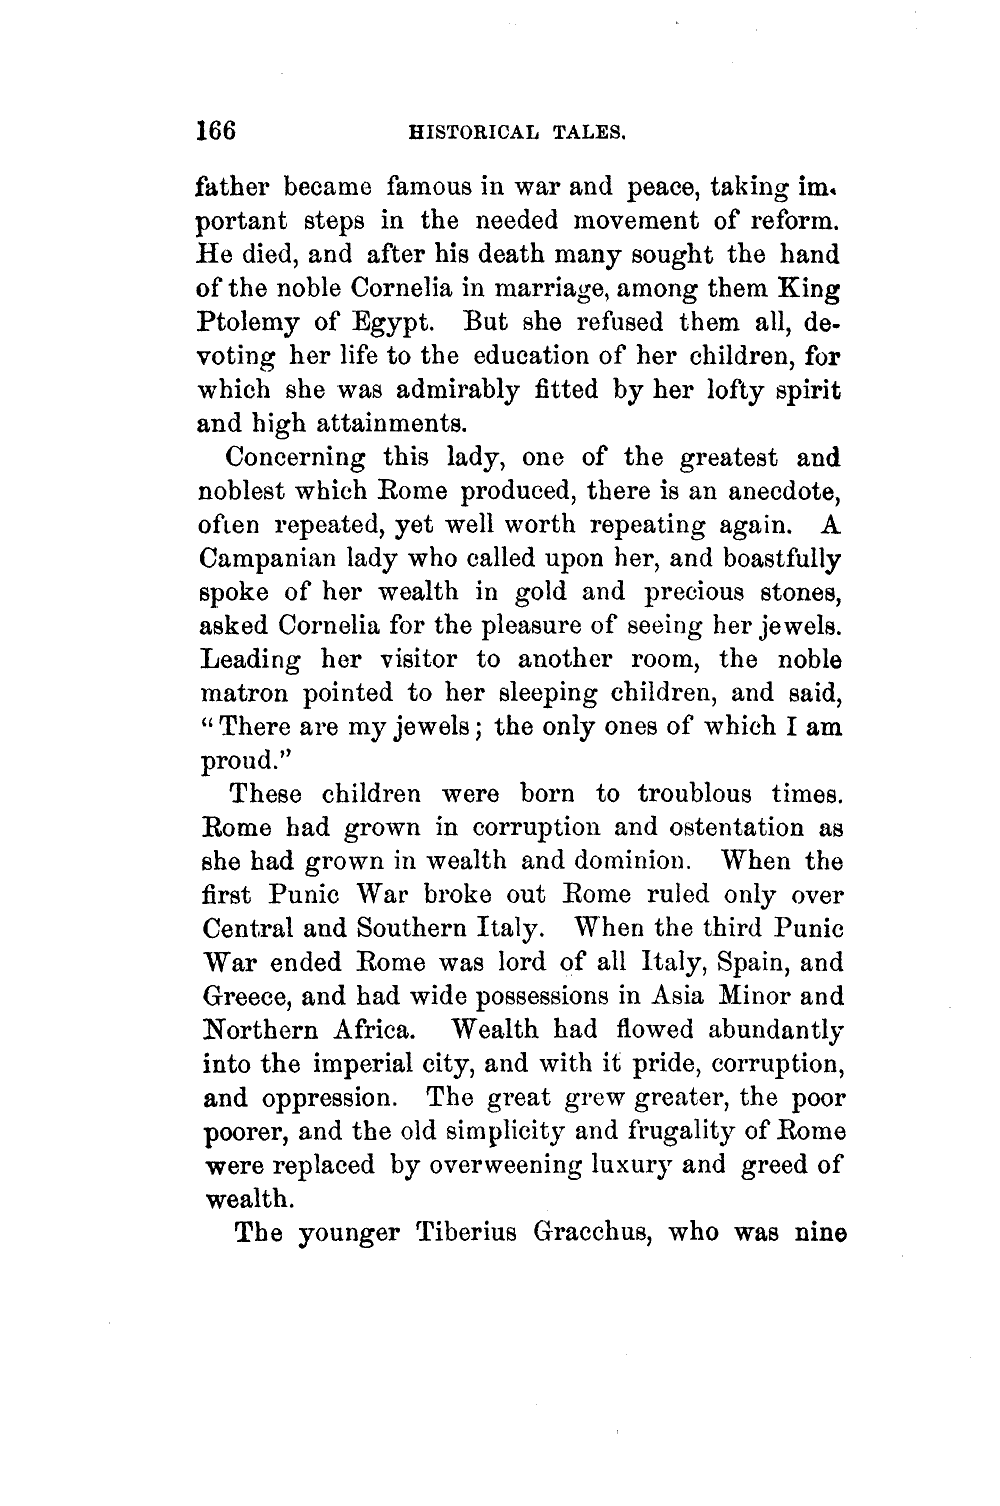 166 HISTORICAL TALES.
father became famous in war and peace, taking im-
portant steps in the needed movement of reform.
He died, and after his death many sought the hand
of the noble Cornelia in marriage, among them King
Ptolemy of Egypt. But she refused them all, de-
voting her life to the education of her children, for
which she was admirably fitted by her lofty spirit
and high attainments.
Concerning this lady, one of the greatest and
noblest which Rome produced, there is an anecdote,
often repeated, yet well worth repeating again. A
Campanian lady who called upon her, and boastfully
spoke of her wealth in gold and precious stones,
asked Cornelia for the pleasure of seeing her jewels.
Leading her visitor to another room, the noble
matron pointed to her sleeping children, and said,
“There are my jewels; the only ones of which I am
proud.”
These children were born to troublous times.
Rome had grown in corruption and ostentation as
she had grown in wealth and dominion. When the
first Punic War broke out Rome ruled only over
Central and Southern Italy. When the third Punic
War ended Rome was lord of all Italy, Spain, and
Greece, and had wide possessions in Asia Minor and
Northern Africa. Wealth had flowed abundantly
into the imperial city, and with it pride, corruption,
and oppression. The great grew greater, the poor
poorer, and the old simplicity and frugality of Rome
were replaced by overweening luxury and greed of
wealth.
The younger Tiberius Gracchus, who was nine